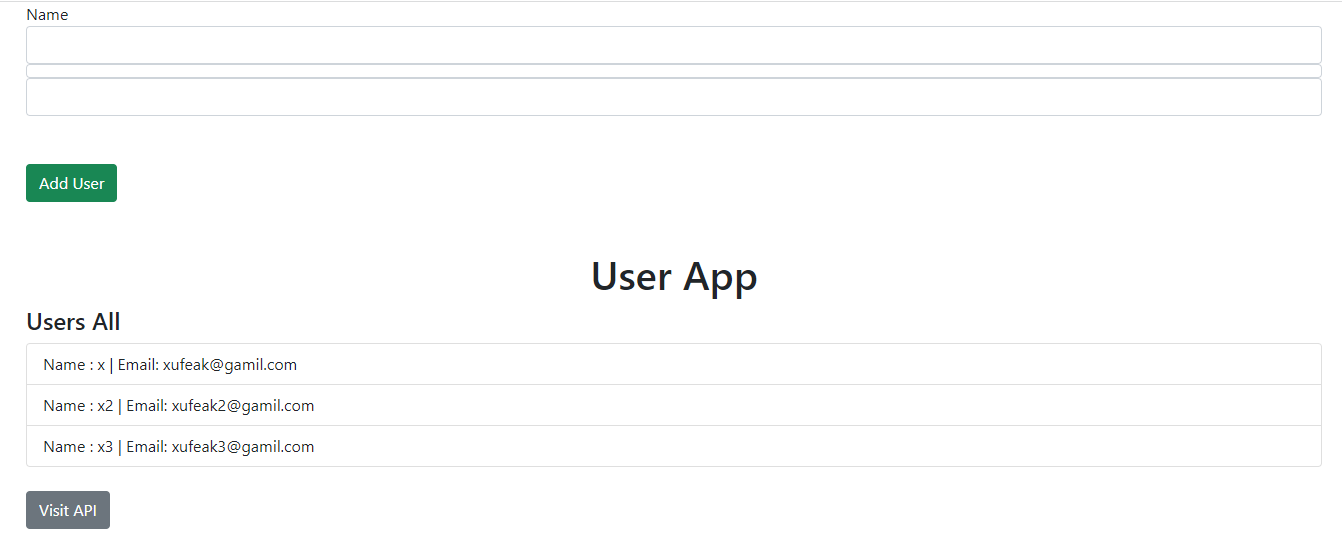 Name
Add User
User App
Users All
Name : x | Email: xufeak@gamil.com
Name : x2 | Email: xufeak2@gamil.com
Name : x3 | Email: xufeak3@gamil.com
Visit API